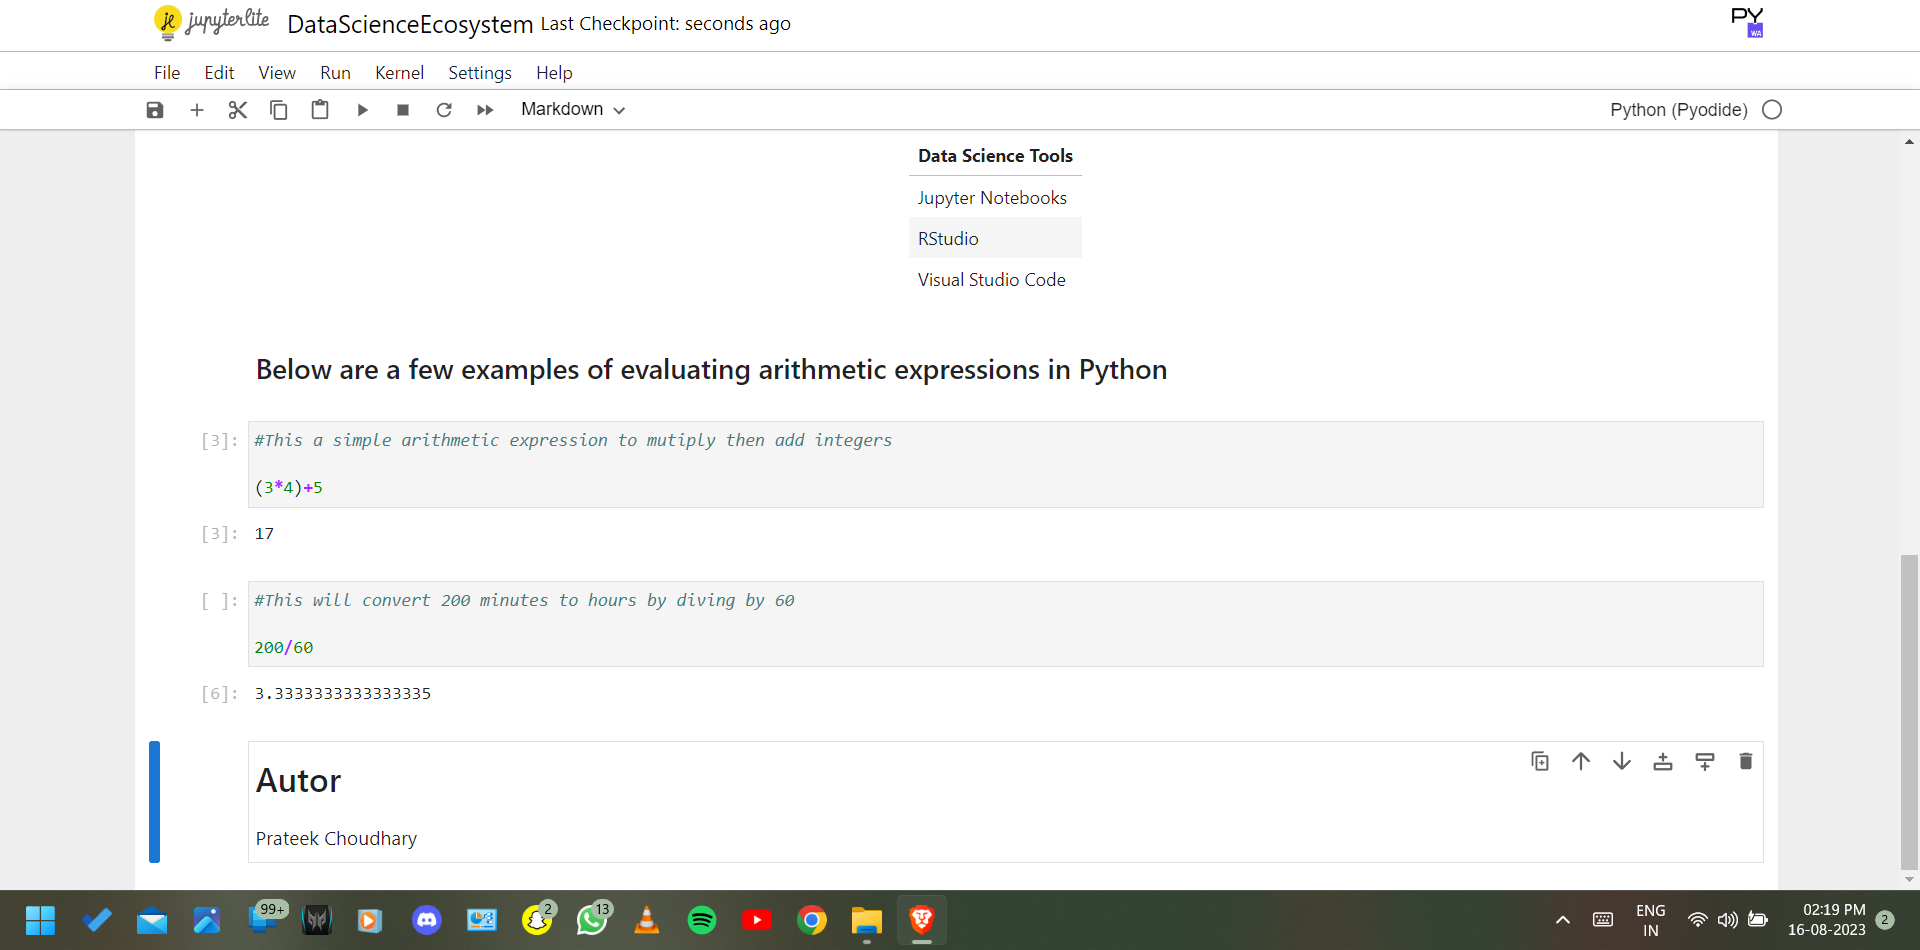 jupyterlite DataScienceEcosystem Last Checkpoint: seconds ago
PY
WA
File Edit View Run Kernel Settings Help
Markdown Python (Pyodide)
Data Science Tools
Jupyter Notebooks
RStudio
Visual Studio Code
Below are a few examples of evaluating arithmetic expressions in Python
[3]: #This a simple arithmetic expression to mutiply then add integers
(3*4)+5
[3]: 17
[ ]: #This will convert 200 minutes to hours by diving by 60
200/60
[6]: 3.3333333333333335
Autor
Prateek Choudhary
99+ 2 13
ENG 02:19 PM
IN 16-08-2023 2